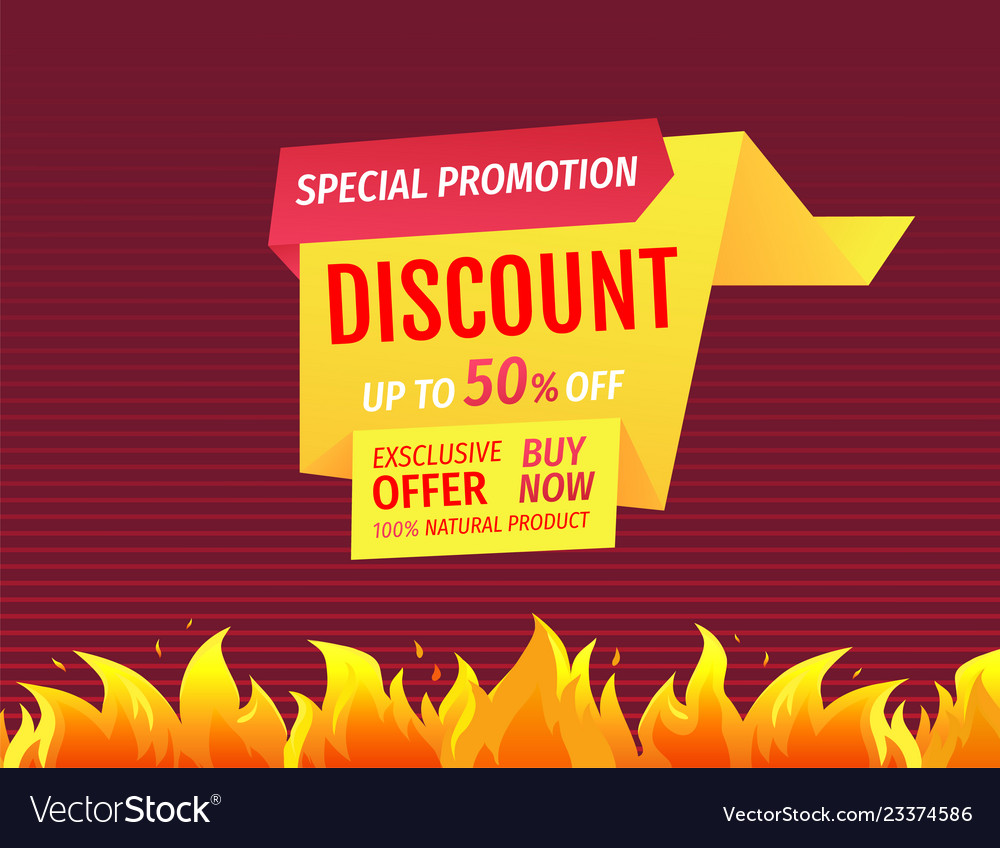 SPECIAL PROMOTION
DISCOUNT
UP TO 50% OFF
EXSCLUSIVE
OFFER
BUY
NOW
100% NATURAL PRODUCT
VectorStock®
VectorStock.com/23374586